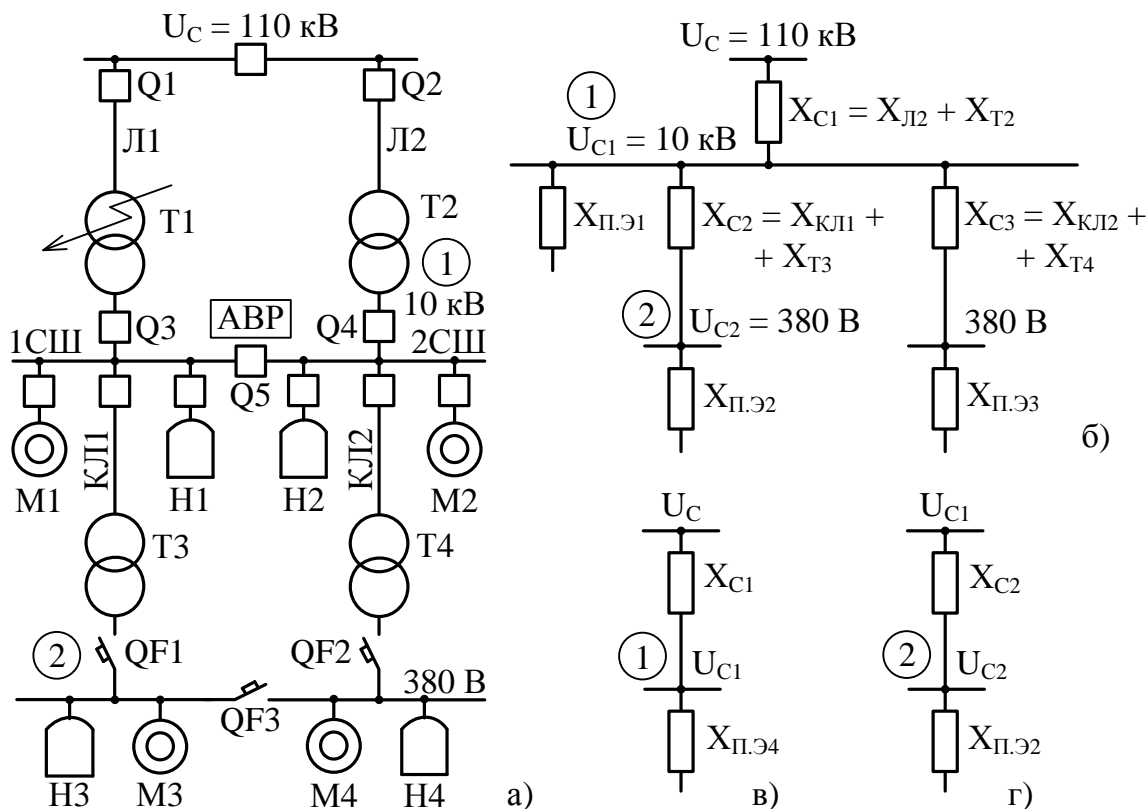 U_C = 110 кВ
Q1
Q2
Л1
Л2
T1
T2
1
10 кВ
Q3
АВР
Q4
1СШ
2СШ
Q5
КЛ1
КЛ2
М1
Н1
Н2
М2
Т3
Т4
2
QF1
QF2
380 В
QF3
Н3
М3
М4
Н4
а)
U_C = 110 кВ
1
X_C1 = X_Л2 + X_T2
U_C1 = 10 кВ
X_П.Э1
X_C2 = X_КЛ1 +
+ X_T3
X_C3 = X_КЛ2 +
+ X_T4
2
U_C2 = 380 В
380 В
X_П.Э2
X_П.Э3
б)
U_C
X_C1
1
U_C1
X_П.Э4
в)
U_C1
X_C2
2
U_C2
X_П.Э2
г)